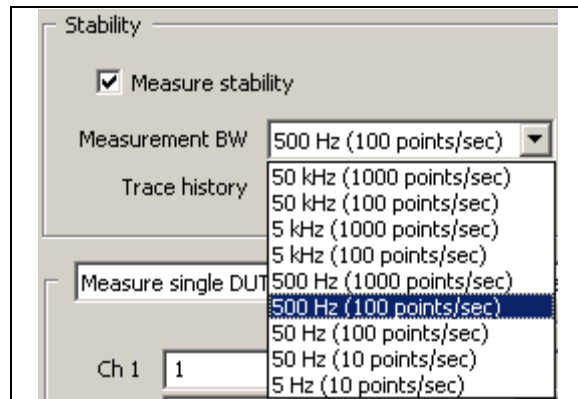 Stability
Measure stability
Measurement BW 500 Hz (100 points/sec)
Trace history
50 kHz (1000 points/sec)
50 kHz (100 points/sec)
5 kHz (1000 points/sec)
5 kHz (100 points/sec)
500 Hz (1000 points/sec)
500 Hz (100 points/sec)
50 Hz (100 points/sec)
50 Hz (10 points/sec)
5 Hz (10 points/sec)
Measure single DUT
Ch 1 1